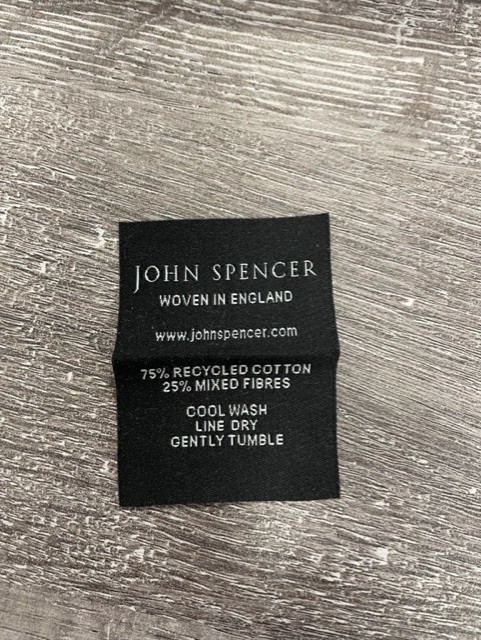 JOHN SPENCER
WOVEN IN ENGLAND
www.johnspencer.com
75% RECYCLED COTTON
25% MIXED FIBRES
COOL WASH
LINE DRY
GENTLY TUMBLE